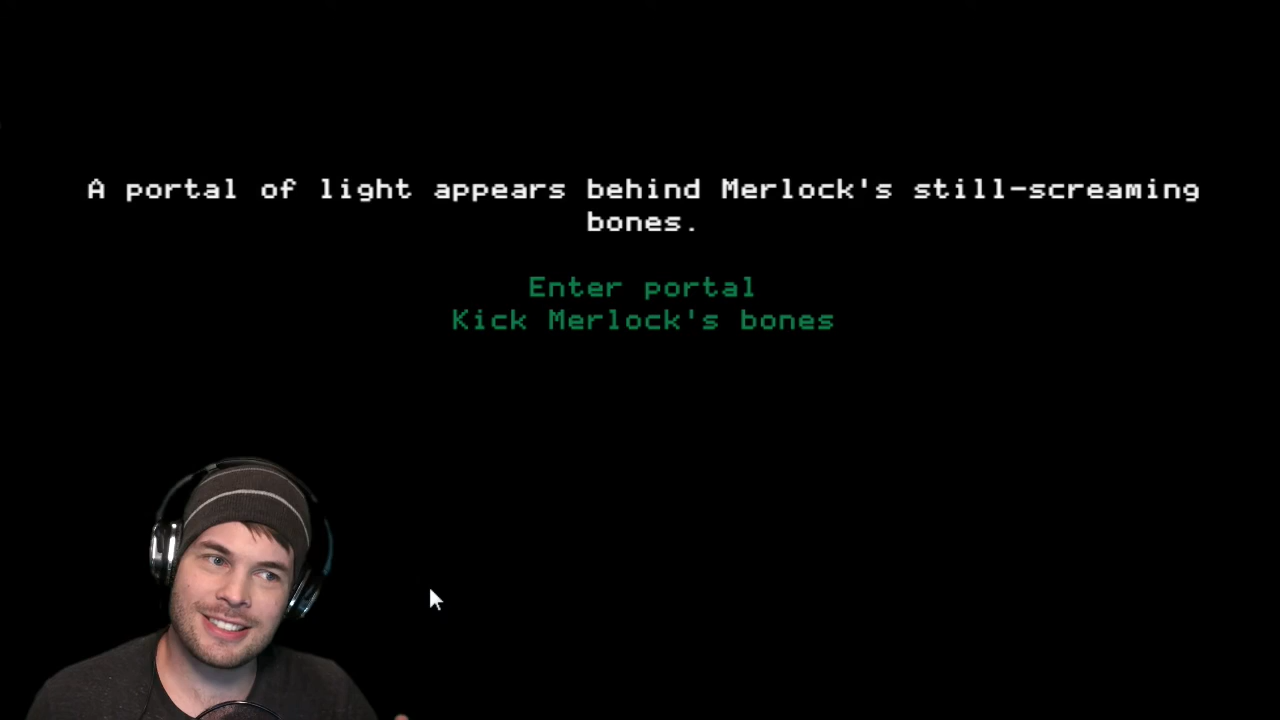 A portal of light appears behind Merlock's still-screaming
bones.
Enter portal
Kick Merlock's bones